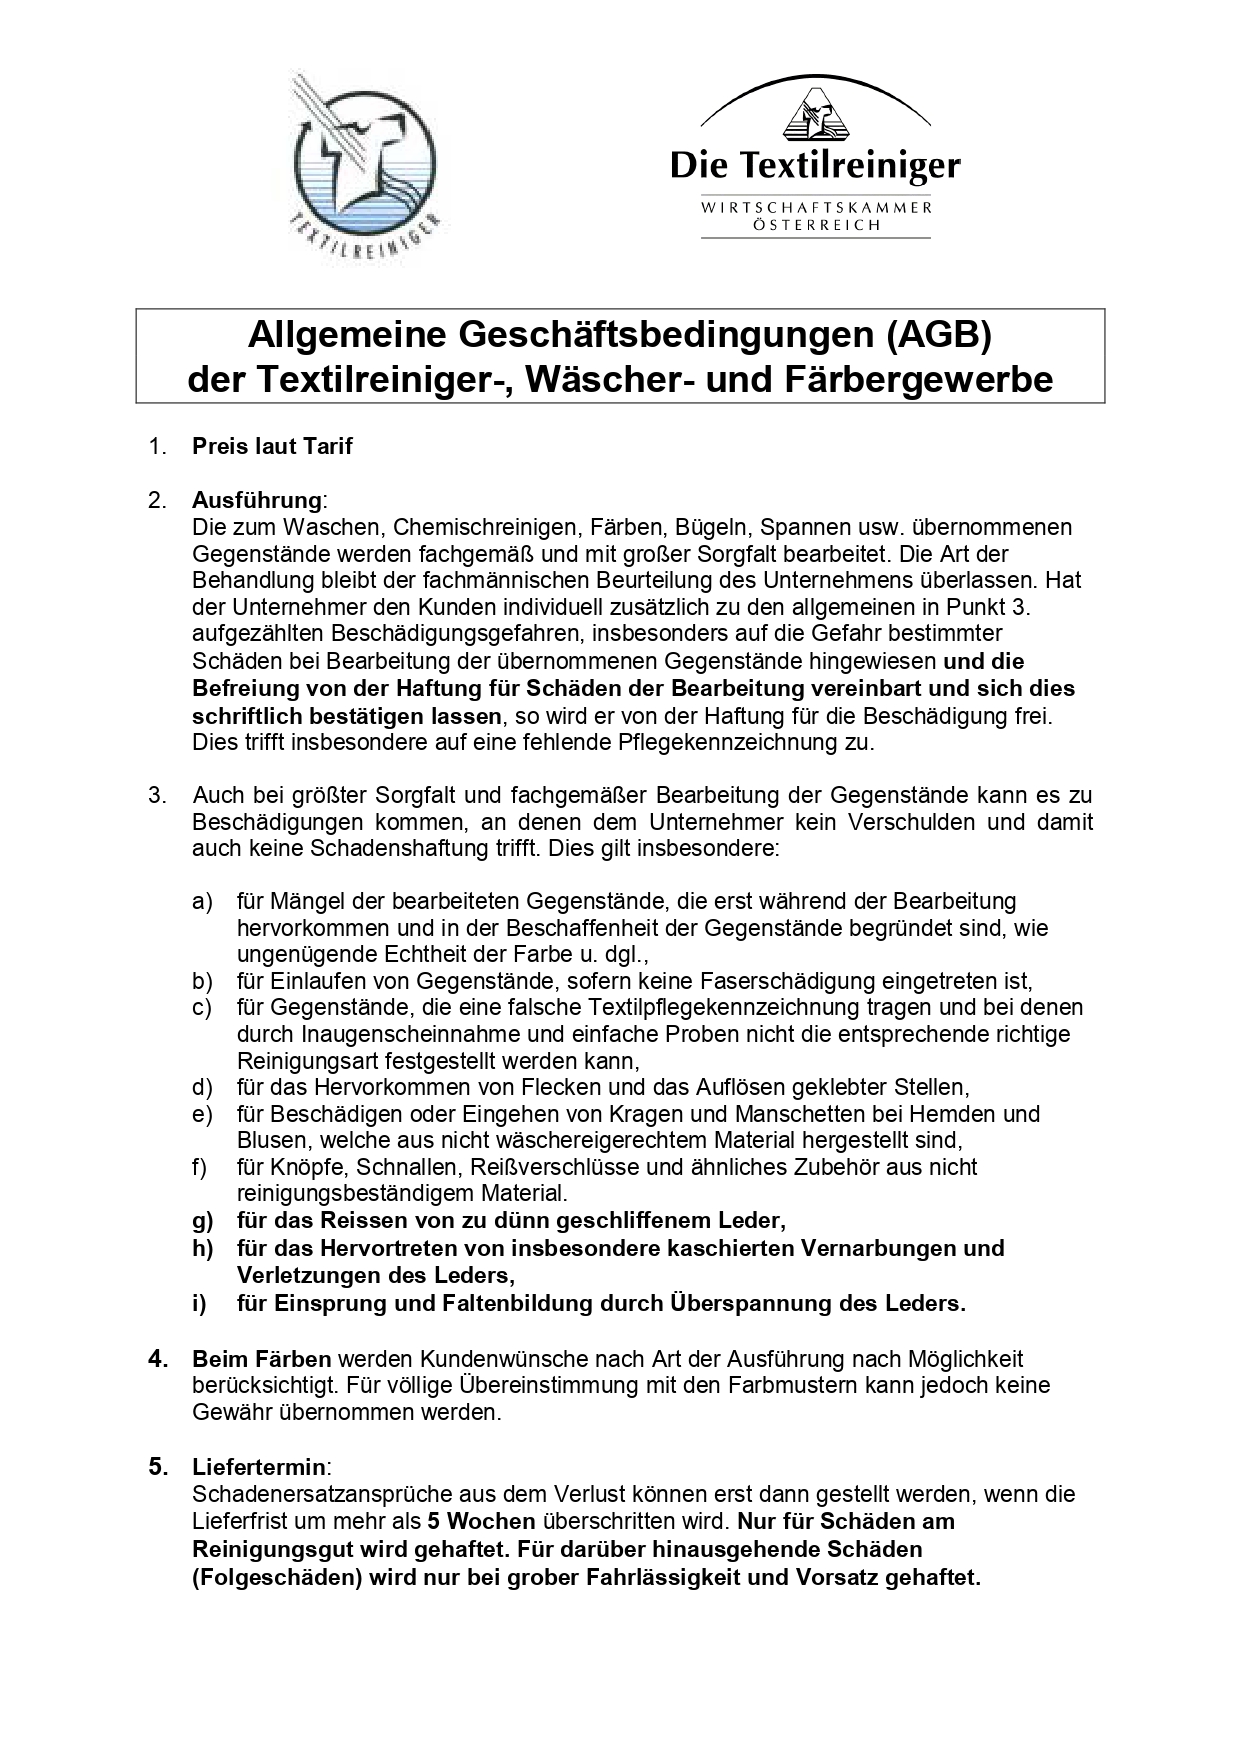 TEXTILREINIGER
Die Textilreiniger
WIRTSCHAFTSKAMMER
ÖSTERREICH
Allgemeine Geschäftsbedingungen (AGB)
der Textilreiniger-, Wäscher- und Färbergewerbe
1. Preis laut Tarif
2. Ausführung:
Die zum Waschen, Chemischreinigen, Färben, Bügeln, Spannen usw. übernommenen
Gegenstände werden fachgemäß und mit großer Sorgfalt bearbeitet. Die Art der
Behandlung bleibt der fachmännischen Beurteilung des Unternehmens überlassen. Hat
der Unternehmer den Kunden individuell zusätzlich zu den allgemeinen in Punkt 3.
aufgezählten Beschädigungsgefahren, insbesonders auf die Gefahr bestimmter
Schäden bei Bearbeitung der übernommenen Gegenstände hingewiesen und die
Befreiung von der Haftung für Schäden der Bearbeitung vereinbart und sich dies
schriftlich bestätigen lassen, so wird er von der Haftung für die Beschädigung frei.
Dies trifft insbesondere auf eine fehlende Pflegekennzeichnung zu.
3. Auch bei größter Sorgfalt und fachgemäßer Bearbeitung der Gegenstände kann es zu
Beschädigungen kommen, an denen dem Unternehmer kein Verschulden und damit
auch keine Schadenshaftung trifft. Dies gilt insbesondere:
a) für Mängel der bearbeiteten Gegenstände, die erst während der Bearbeitung
hervorkommen und in der Beschaffenheit der Gegenstände begründet sind, wie
ungenügende Echtheit der Farbe u. dgl.,
b) für Einlaufen von Gegenstände, sofern keine Faserschädigung eingetreten ist,
c) für Gegenstände, die eine falsche Textilpflegekennzeichnung tragen und bei denen
durch Inaugenscheinnahme und einfache Proben nicht die entsprechende richtige
Reinigungsart festgestellt werden kann,
d) für das Hervorkommen von Flecken und das Auflösen geklebter Stellen,
e) für Beschädigen oder Eingehen von Kragen und Manschetten bei Hemden und
Blusen, welche aus nicht wäschereigerechtem Material hergestellt sind,
f) für Knöpfe, Schnallen, Reißverschlüsse und ähnliches Zubehör aus nicht
reinigungsbeständigem Material.
g) für das Reissen von zu dünn geschliffenem Leder,
h) für das Hervortreten von insbesondere kaschierten Vernarbungen und
Verletzungen des Leders,
i) für Einsprung und Faltenbildung durch Überspannung des Leders.
4. Beim Färben werden Kundenwünsche nach Art der Ausführung nach Möglichkeit
berücksichtigt. Für völlige Übereinstimmung mit den Farbmustern kann jedoch keine
Gewähr übernommen werden.
5. Liefertermin:
Schadenersatzansprüche aus dem Verlust können erst dann gestellt werden, wenn die
Lieferfrist um mehr als 5 Wochen überschritten wird. Nur für Schäden am
Reinigungsgut wird gehaftet. Für darüber hinausgehende Schäden
(Folgeschäden) wird nur bei grober Fahrlässigkeit und Vorsatz gehaftet.